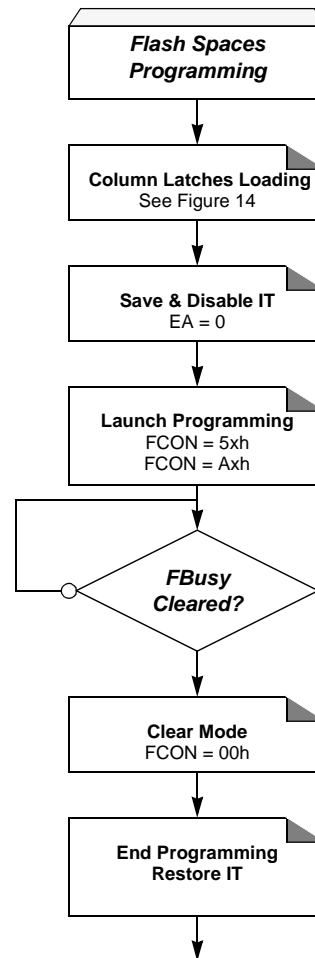 Flash Spaces
Programming
Column Latches Loading
See Figure 14
Save & Disable IT
EA = 0
Launch Programming
FCON = 5xh
FCON = Axh
FBusy
Cleared?
Clear Mode
FCON = 00h
End Programming
Restore IT